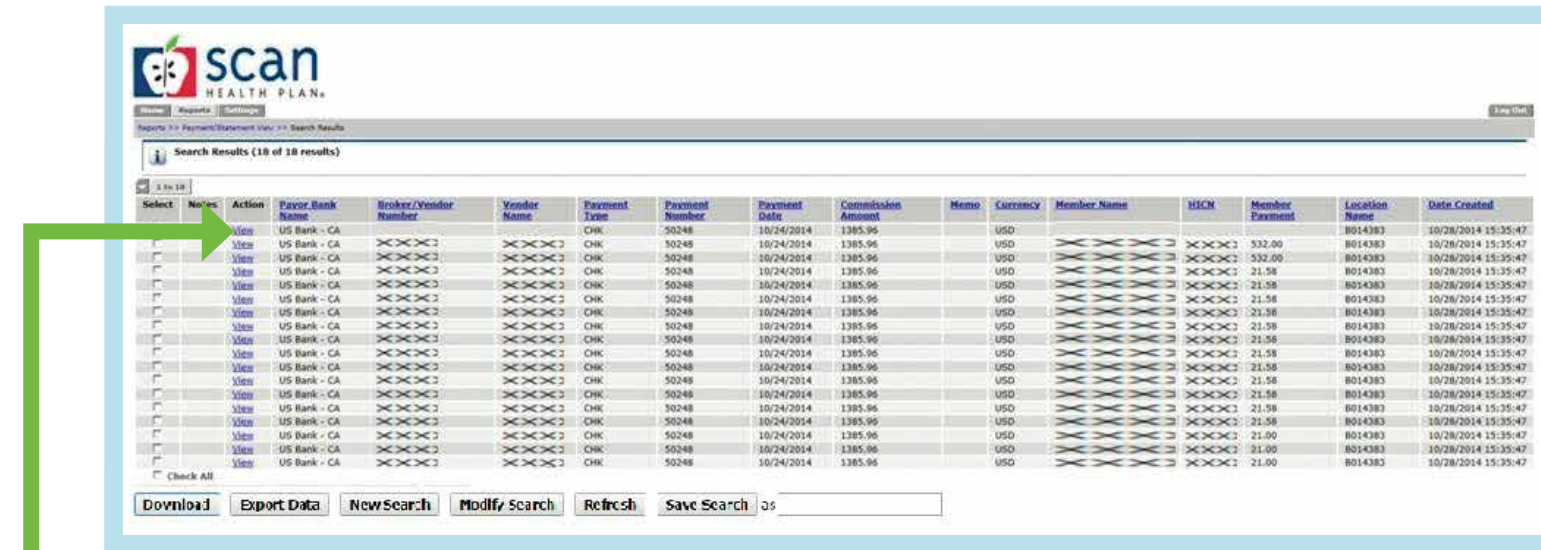 scan
HEALTH PLAN.
Home Reports Settings Log Out
Reports >> Payment/Statement View >> Search Results
Search Results (18 of 18 results)
1 to 18
Select Notes Action Payor Bank Name Broker/Vendor Number Vendor Name Payment Type Payment Number Payment Date Commission Amount Memo Currency Member Name HICN Member Payment Location Name Date Created
View US Bank - CA CHK 50248 10/24/2014 1385.96 USD B014383 10/28/2014 15:35:47
View US Bank - CA CHK 50248 10/24/2014 1385.96 USD 532.00 B014383 10/28/2014 15:35:47
View US Bank - CA CHK 50248 10/24/2014 1385.96 USD 532.00 B014383 10/28/2014 15:35:47
View US Bank - CA CHK 50248 10/24/2014 1385.96 USD 21.58 B014383 10/28/2014 15:35:47
View US Bank - CA CHK 50248 10/24/2014 1385.96 USD 21.58 B014383 10/28/2014 15:35:47
View US Bank - CA CHK 50248 10/24/2014 1385.96 USD 21.58 B014383 10/28/2014 15:35:47
View US Bank - CA CHK 50248 10/24/2014 1385.96 USD 21.58 B014383 10/28/2014 15:35:47
View US Bank - CA CHK 50248 10/24/2014 1385.96 USD 21.58 B014383 10/28/2014 15:35:47
View US Bank - CA CHK 50248 10/24/2014 1385.96 USD 21.58 B014383 10/28/2014 15:35:47
View US Bank - CA CHK 50248 10/24/2014 1385.96 USD 21.58 B014383 10/28/2014 15:35:47
View US Bank - CA CHK 50248 10/24/2014 1385.96 USD 21.58 B014383 10/28/2014 15:35:47
View US Bank - CA CHK 50248 10/24/2014 1385.96 USD 21.58 B014383 10/28/2014 15:35:47
View US Bank - CA CHK 50248 10/24/2014 1385.96 USD 21.58 B014383 10/28/2014 15:35:47
View US Bank - CA CHK 50248 10/24/2014 1385.96 USD 21.58 B014383 10/28/2014 15:35:47
View US Bank - CA CHK 50248 10/24/2014 1385.96 USD 21.58 B014383 10/28/2014 15:35:47
View US Bank - CA CHK 50248 10/24/2014 1385.96 USD 21.00 B014383 10/28/2014 15:35:47
View US Bank - CA CHK 50248 10/24/2014 1385.96 USD 21.00 B014383 10/28/2014 15:35:47
View US Bank - CA CHK 50248 10/24/2014 1385.96 USD 21.00 B014383 10/28/2014 15:35:47
Check All
Download Export Data New Search Modify Search Refresh Save Search as